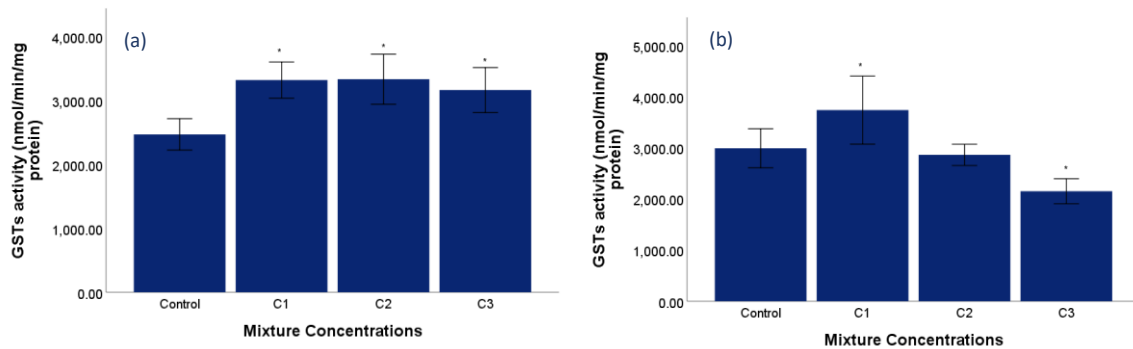 (a)
GSTs activity (nmol/min/mg
protein)
4,000.00
3,000.00
2,000.00
1,000.00
0.00
*
*
*
Control C1 C2 C3
Mixture Concentrations
(b)
GSTs activity (nmol/min/mg
protein)
5,000.00
4,000.00
3,000.00
2,000.00
1,000.00
0.00
*
*
Control C1 C2 C3
Mixture Concentrations